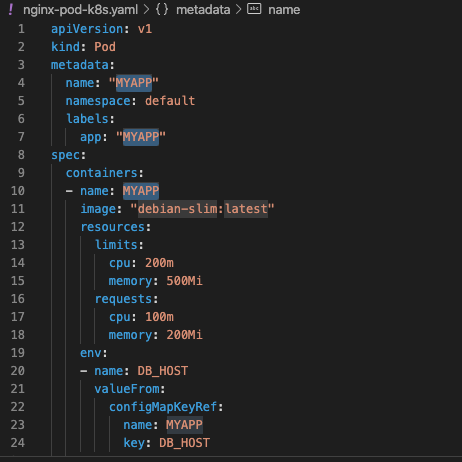 ! nginx-pod-k8s.yaml > {} metadata > abc name
1 apiVersion: v1
2 kind: Pod
3 metadata:
4   name: "MYAPP"
5   namespace: default
6   labels:
7     app: "MYAPP"
8 spec:
9   containers:
10   - name: MYAPP
11     image: "debian-slim:latest"
12     resources:
13       limits:
14         cpu: 200m
15         memory: 500Mi
16       requests:
17         cpu: 100m
18         memory: 200Mi
19     env:
20     - name: DB_HOST
21       valueFrom:
22         configMapKeyRef:
23           name: MYAPP
24           key: DB_HOST